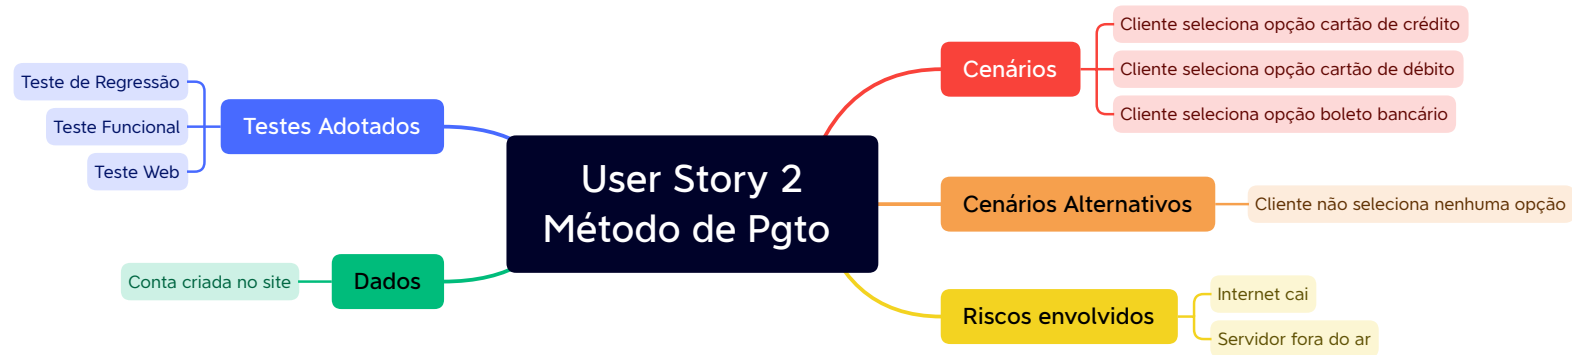 User Story 2
Método de Pgto
Cenários
Cliente seleciona opção cartão de crédito
Cliente seleciona opção cartão de débito
Cliente seleciona opção boleto bancário
Cenários Alternativos
Cliente não seleciona nenhuma opção
Riscos envolvidos
Internet cai
Servidor fora do ar
Testes Adotados
Teste de Regressão
Teste Funcional
Teste Web
Dados
Conta criada no site